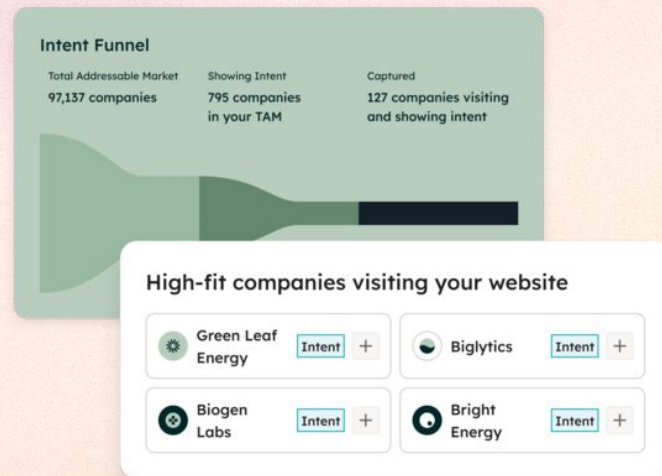 Intent Funnel
Total Addressable Market
97,137 companies
Showing Intent
795 companies
in your TAM
Captured
127 companies visiting
and showing intent
High-fit companies visiting your website
Green Leaf
Energy
Intent +
Biglytics
Intent +
Biogen
Labs
Intent +
Bright
Energy
Intent +